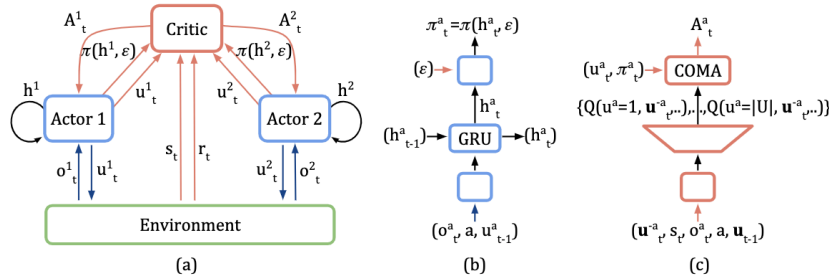 A¹ₜ
Critic
A²ₜ
π(h¹, ε)
π(h², ε)
u¹ₜ
u²ₜ
h¹
h²
Actor 1
Actor 2
o¹ₜ
u¹ₜ
sₜ
rₜ
u²ₜ
o²ₜ
Environment
(a)
πᵃₜ=π(hᵃₜ, ε)
(ε)
hᵃₜ
(hᵃₜ₋₁)
GRU
(hᵃₜ)
(oᵃₜ, a, uᵃₜ₋₁)
(b)
Aᵃₜ
(uᵃₜ, πᵃₜ)
COMA
{Q(uᵃ=1, u⁻ᵃₜ,..),..,Q(uᵃ=|U|, u⁻ᵃₜ,..)}
(u⁻ᵃₜ, sₜ, oᵃₜ, a, uₜ₋₁)
(c)